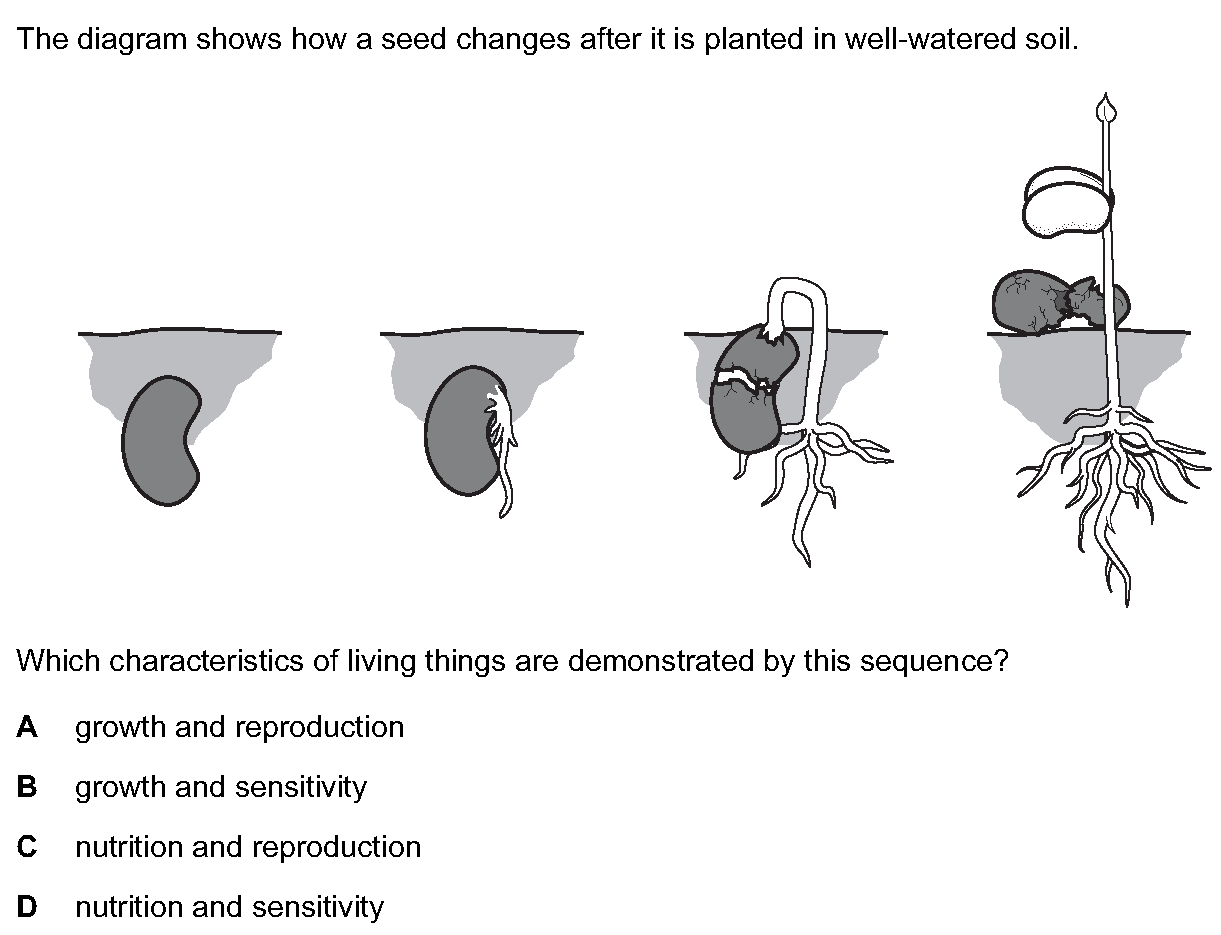 The diagram shows how a seed changes after it is planted in well-watered soil.
Which characteristics of living things are demonstrated by this sequence?
A growth and reproduction
B growth and sensitivity
C nutrition and reproduction
D nutrition and sensitivity